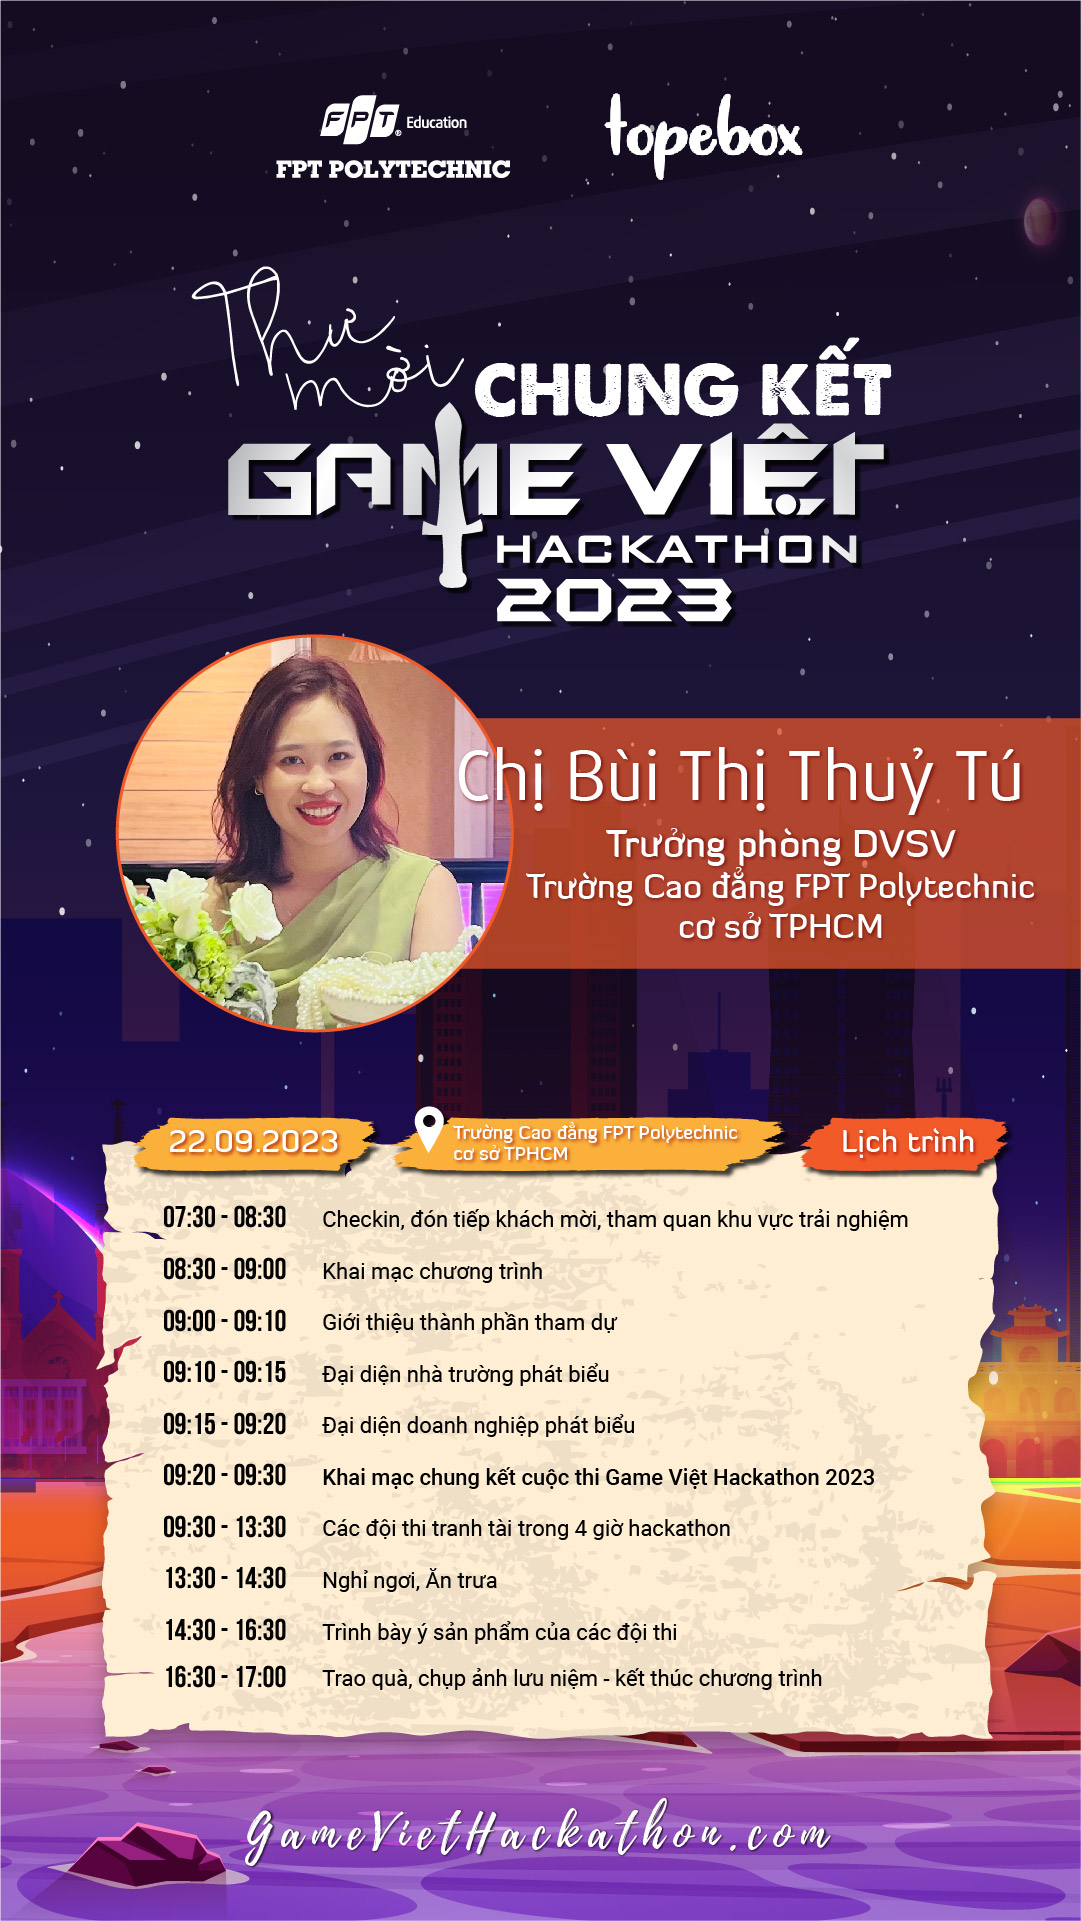 FPT Education
FPT POLYTECHNIC
topebox
Thư mời
CHUNG KẾT
GAME VIỆT
HACKATHON
2023
Chị Bùi Thị Thuỷ Tú
Trưởng phòng DVSV
Trường Cao đẳng FPT Polytechnic
cơ sở TPHCM
22.09.2023
Trường Cao đẳng FPT Polytechnic
cơ sở TPHCM
Lịch trình
07:30 - 08:30 Checkin, đón tiếp khách mời, tham quan khu vực trải nghiệm
08:30 - 09:00 Khai mạc chương trình
09:00 - 09:10 Giới thiệu thành phần tham dự
09:10 - 09:15 Đại diện nhà trường phát biểu
09:15 - 09:20 Đại diện doanh nghiệp phát biểu
09:20 - 09:30 Khai mạc chung kết cuộc thi Game Việt Hackathon 2023
09:30 - 13:30 Các đội thi tranh tài trong 4 giờ hackathon
13:30 - 14:30 Nghỉ ngơi, Ăn trưa
14:30 - 16:30 Trình bày ý sản phẩm của các đội thi
16:30 - 17:00 Trao quà, chụp ảnh lưu niệm - kết thúc chương trình
GameVietHackathon.com